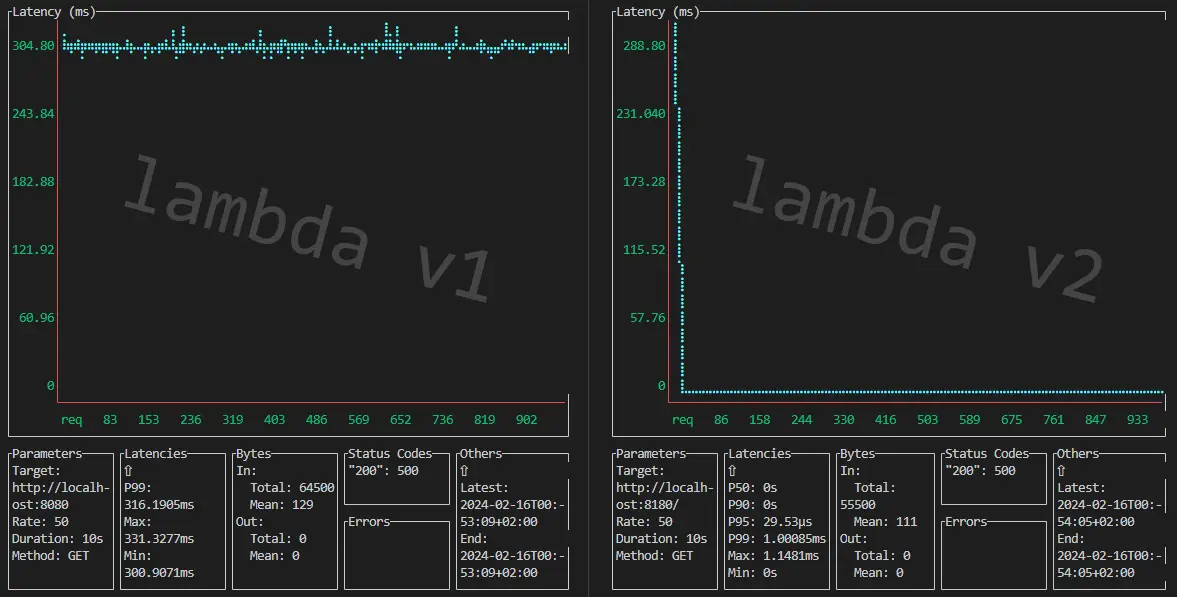 Latency (ms)
304.80
243.84
182.88
121.92
60.96
0
req 83 153 236 319 403 486 569 652 736 819 902
lambda v1
Parameters
Target:
http://localh-
ost:8080
Rate: 50
Duration: 10s
Method: GET
Latencies
⇧
P99:
316.1905ms
Max:
331.3277ms
Min:
300.9071ms
Bytes
In:
Total: 64500
Mean: 129
Out:
Total: 0
Mean: 0
Status Codes
"200": 500
Errors
Others
⇧
Latest:
2024-02-16T00:-
53:09+02:00
End:
2024-02-16T00:-
53:09+02:00
Latency (ms)
288.80
231.040
173.28
115.52
57.76
0
req 86 158 244 330 416 503 589 675 761 847 933
lambda v2
Parameters
Target:
http://localh-
ost:8180/
Rate: 50
Duration: 10s
Method: GET
Latencies
⇧
P50: 0s
P90: 0s
P95: 29.53µs
P99: 1.00085ms
Max: 1.1481ms
Min: 0s
Bytes
In:
Total:
55500
Mean: 111
Out:
Total: 0
Mean: 0
Status Codes
"200": 500
Errors
Others
⇧
Latest:
2024-02-16T00:-
54:05+02:00
End:
2024-02-16T00:-
54:05+02:00